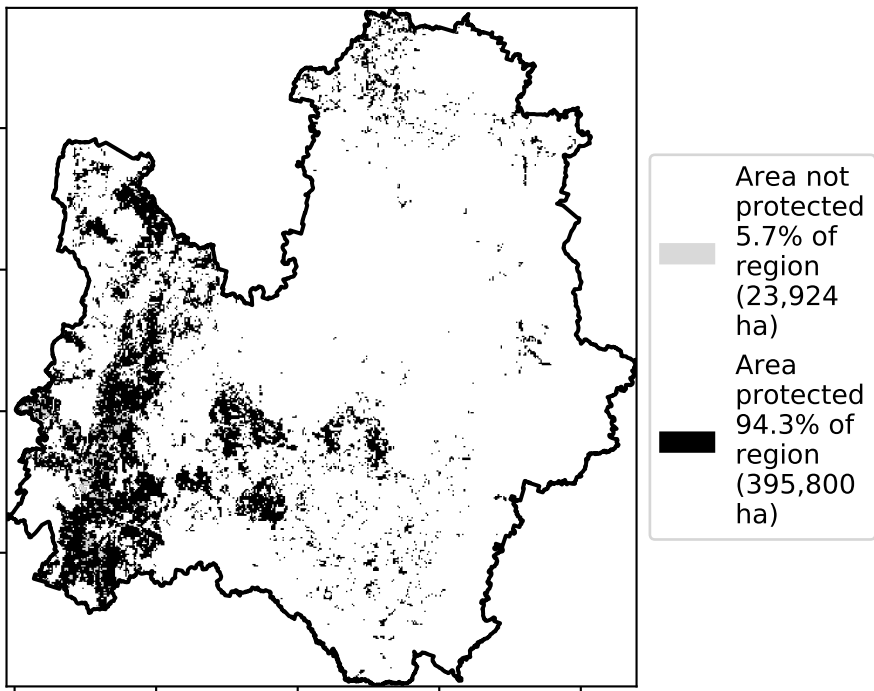 Area not
protected
5.7% of
region
(23,924
ha)
Area
protected
94.3% of
region
(395,800
ha)